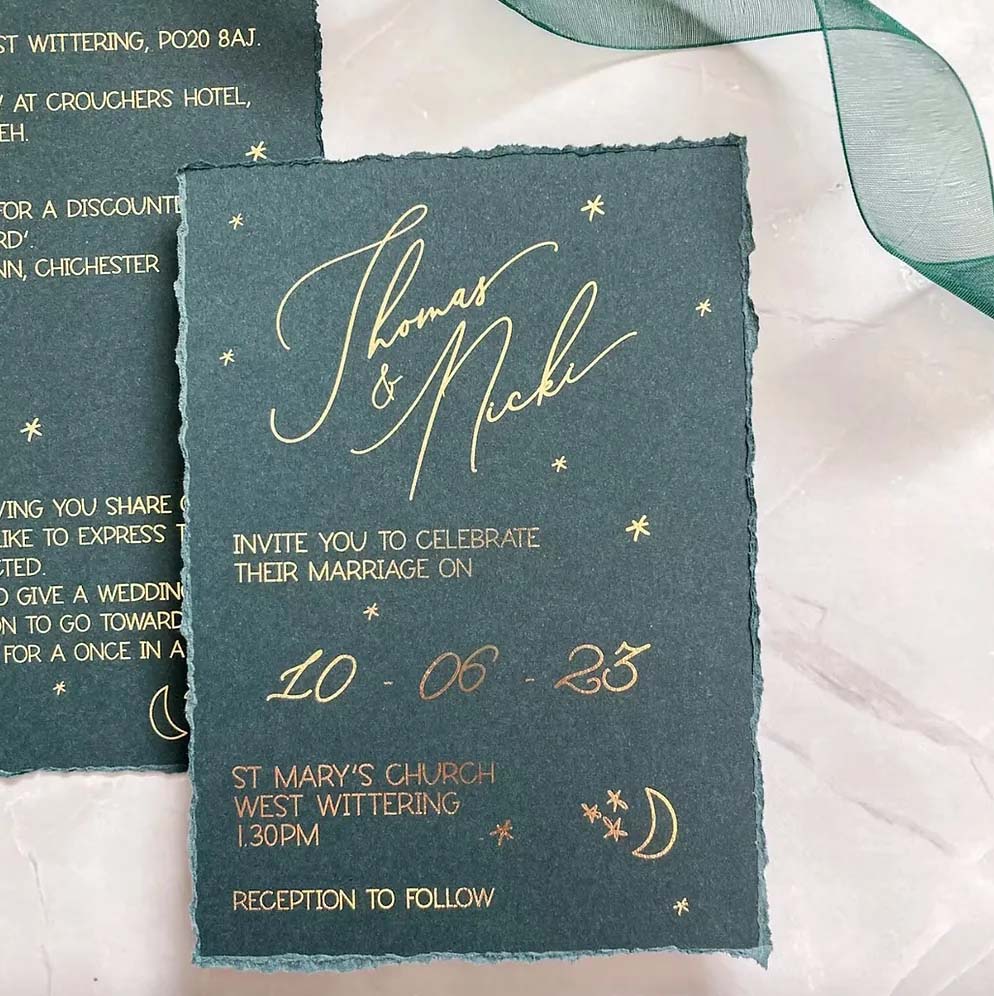 ST WITTERING, PO20 8AJ.
AT CROUCHERS HOTEL,
EH.
FOR A DISCOUNTE
RD'.
NN, CHICHESTER
VING YOU SHARE
LIKE TO EXPRESS T
CTED.
O GIVE A WEDDING
ON TO GO TOWARD
FOR A ONCE IN A
Thomas
& Nicki
INVITE YOU TO CELEBRATE
THEIR MARRIAGE ON
10 - 06 - 23
ST MARY'S CHURCH
WEST WITTERING
1.30PM
RECEPTION TO FOLLOW